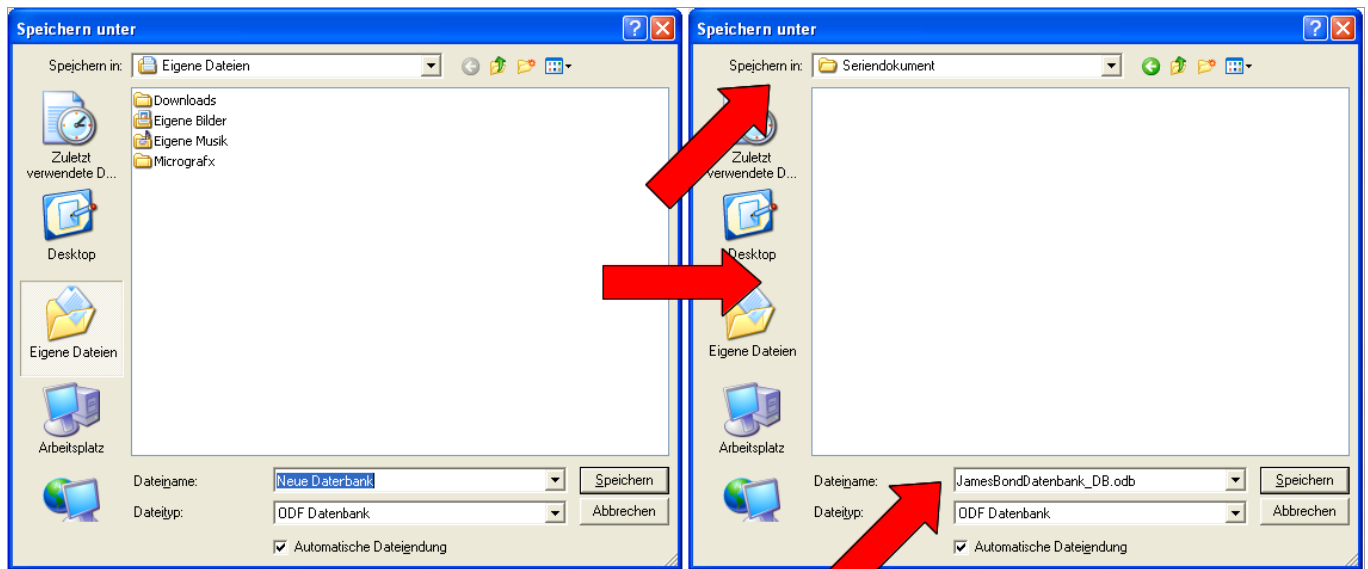 Speichern unter
Speichern in:
Eigene Dateien
Downloads
Eigene Bilder
Eigene Musik
Micrografx
Zuletzt
verwendete D...
Desktop
Eigene Dateien
Arbeitsplatz
Dateiname:
Neue Daterbank
Speichern
Dateityp:
ODF Datenbank
Abbrechen
Automatische Dateiendung
Speichern unter
Speichern in:
Seriendokument
Zuletzt
verwendete D...
Desktop
Eigene Dateien
Arbeitsplatz
Dateiname:
JamesBondDatenbank_DB.odb
Speichern
Dateityp:
ODF Datenbank
Abbrechen
Automatische Dateiendung